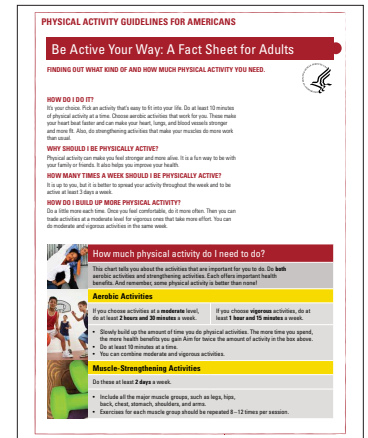 PHYSICAL ACTIVITY GUIDELINES FOR AMERICANS
Be Active Your Way: A Fact Sheet for Adults
FINDING OUT WHAT KIND OF AND HOW MUCH PHYSICAL ACTIVITY YOU NEED.
HOW DO I DO IT?
It's your choice. Pick an activity that's easy to fit into your life. Do at least 10 minutes
of physical activity at a time. Choose aerobic activities that work for you. These make
your heart beat faster and can make your heart, lungs, and blood vessels stronger
and more fit. Also, do strengthening activities that make your muscles do more work
than usual.
WHY SHOULD I BE PHYSICALLY ACTIVE?
Physical activity can make you feel stronger and more alive. It is a fun way to be with
your family or friends. It also helps you improve your health.
HOW MANY TIMES A WEEK SHOULD I BE PHYSICALLY ACTIVE?
It is up to you, but it is better to spread your activity throughout the week and to be
active at least 3 days a week.
HOW DO I BUILD UP MORE PHYSICAL ACTIVITY?
Do a little more each time. Once you feel comfortable, do it more often. Then you can
trade activities at a moderate level for vigorous ones that take more effort. You can
do moderate and vigorous activities in the same week.
How much physical activity do I need to do?
This chart tells you about the activities that are important for you to do. Do both
aerobic activities and strengthening activities. Each offers important health
benefits. And remember, some physical activity is better than none!
Aerobic Activities
If you choose activities at a moderate level,
do at least 2 hours and 30 minutes a week.
If you choose vigorous activities, do at
least 1 hour and 15 minutes a week.
• Slowly build up the amount of time you do physical activities. The more time you spend,
the more health benefits you gain Aim for twice the amount of activity in the box above.
• Do at least 10 minutes at a time.
• You can combine moderate and vigorous activities.
Muscle-Strengthening Activities
Do these at least 2 days a week.
• Include all the major muscle groups, such as legs, hips,
back, chest, stomach, shoulders, and arms.
• Exercises for each muscle group should be repeated 8–12 times per session.